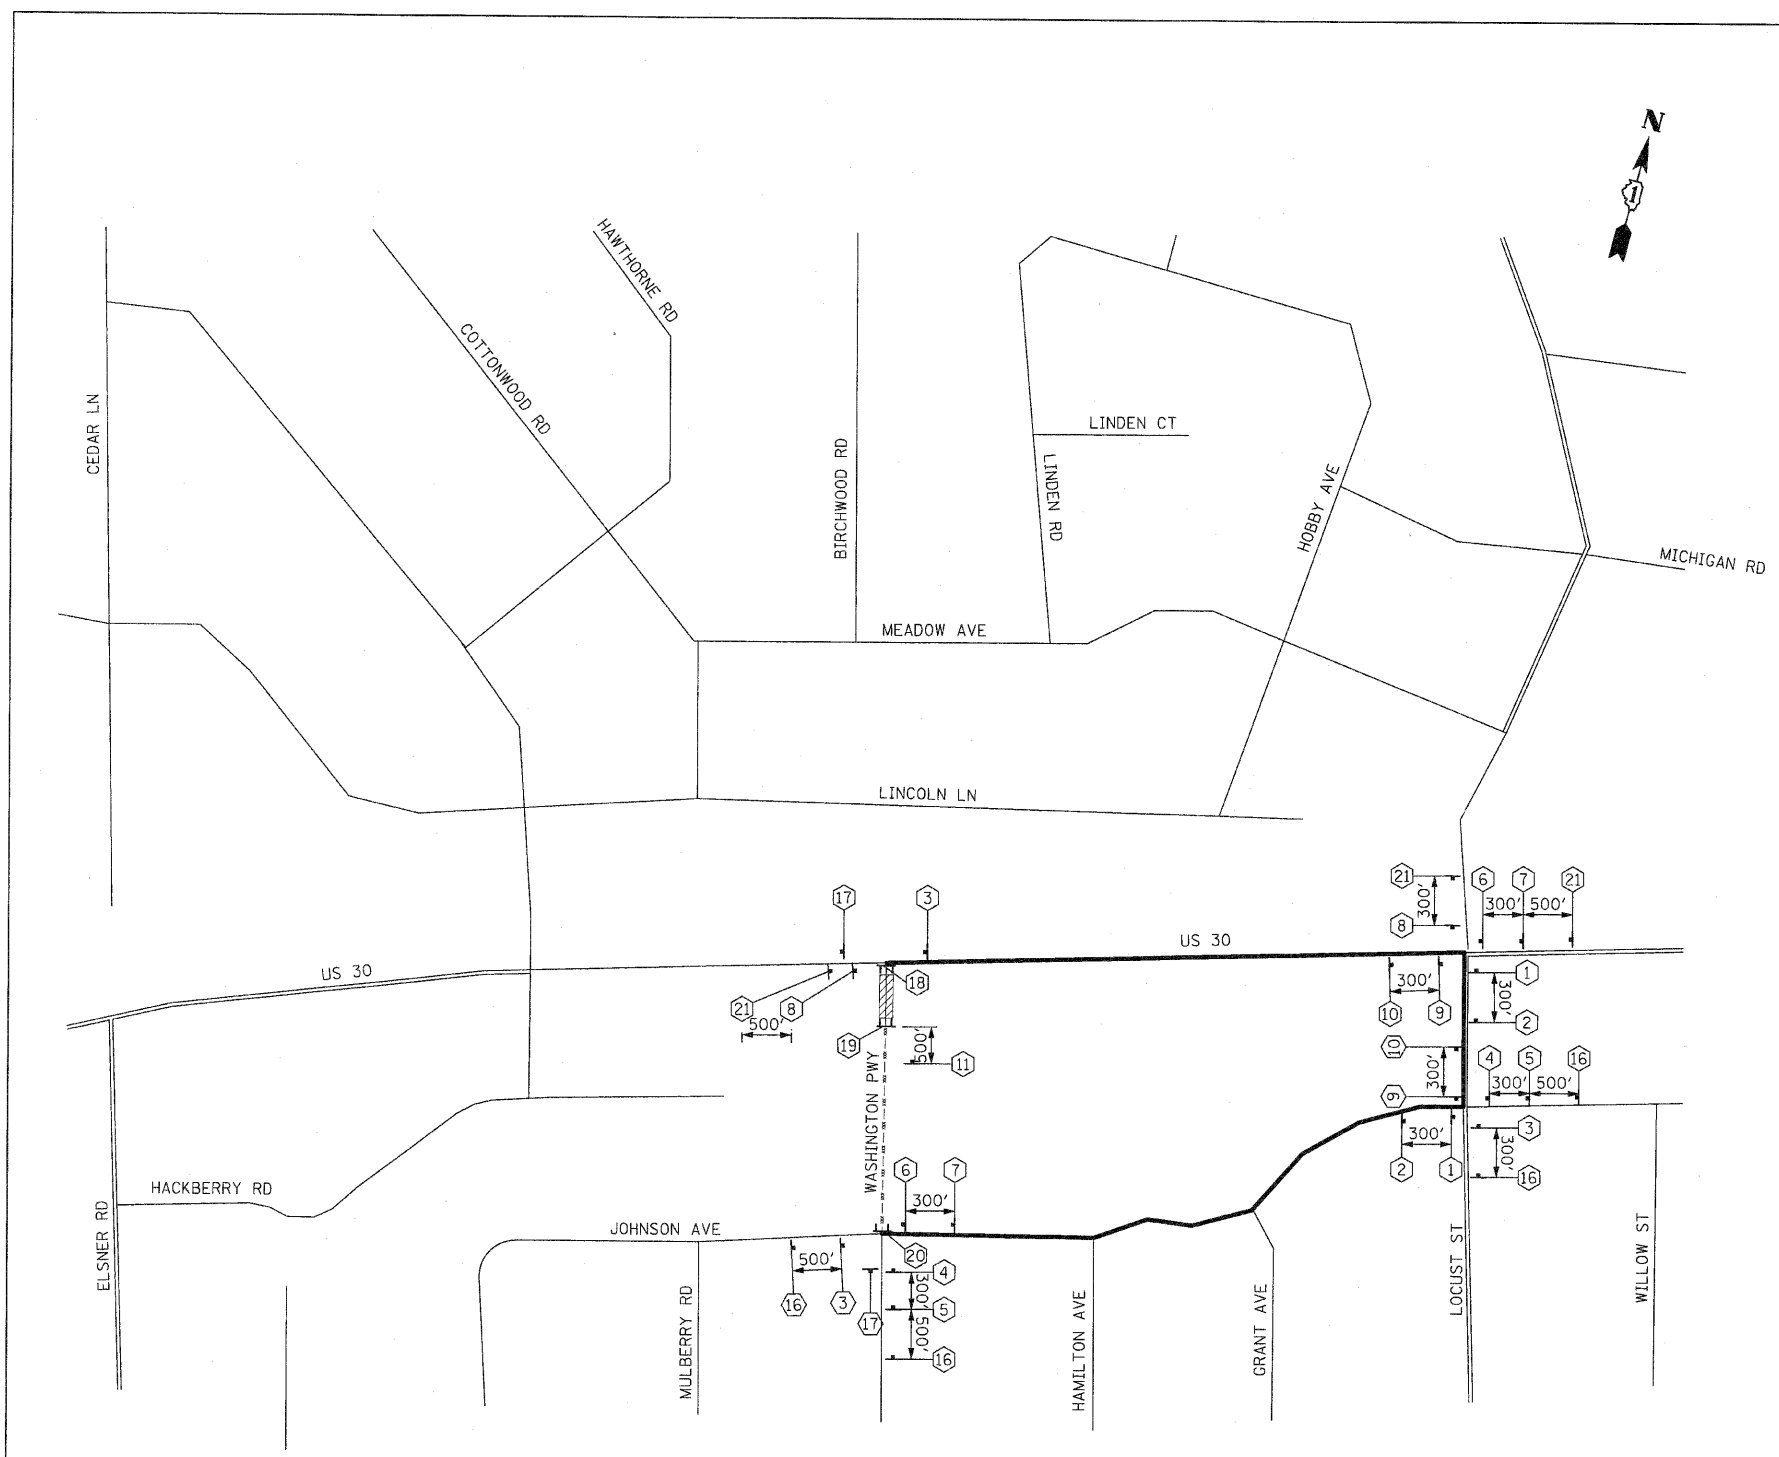 N
1
HAWTHORNE RD
COTTONWOOD RD
CEDAR LN
BIRCHWOOD RD
LINDEN CT
LINDEN RD
HOBBY AVE
MICHIGAN RD
MEADOW AVE
LINCOLN LN
17
3
21
300'
8
6
7
21
300'
500'
US 30
US 30
18
21
8
500'
19
500'
11
10
300'
9
1
300'
2
10
300'
9
4
5
16
300'
500'
WASHINGTON PWY
6
7
300'
2
300'
1
3
300'
16
HACKBERRY RD
ELSNER RD
JOHNSON AVE
20
16
500'
3
17
4
300'
5
500'
16
MULBERRY RD
HAMILTON AVE
GRANT AVE
LOCUST ST
WILLOW ST